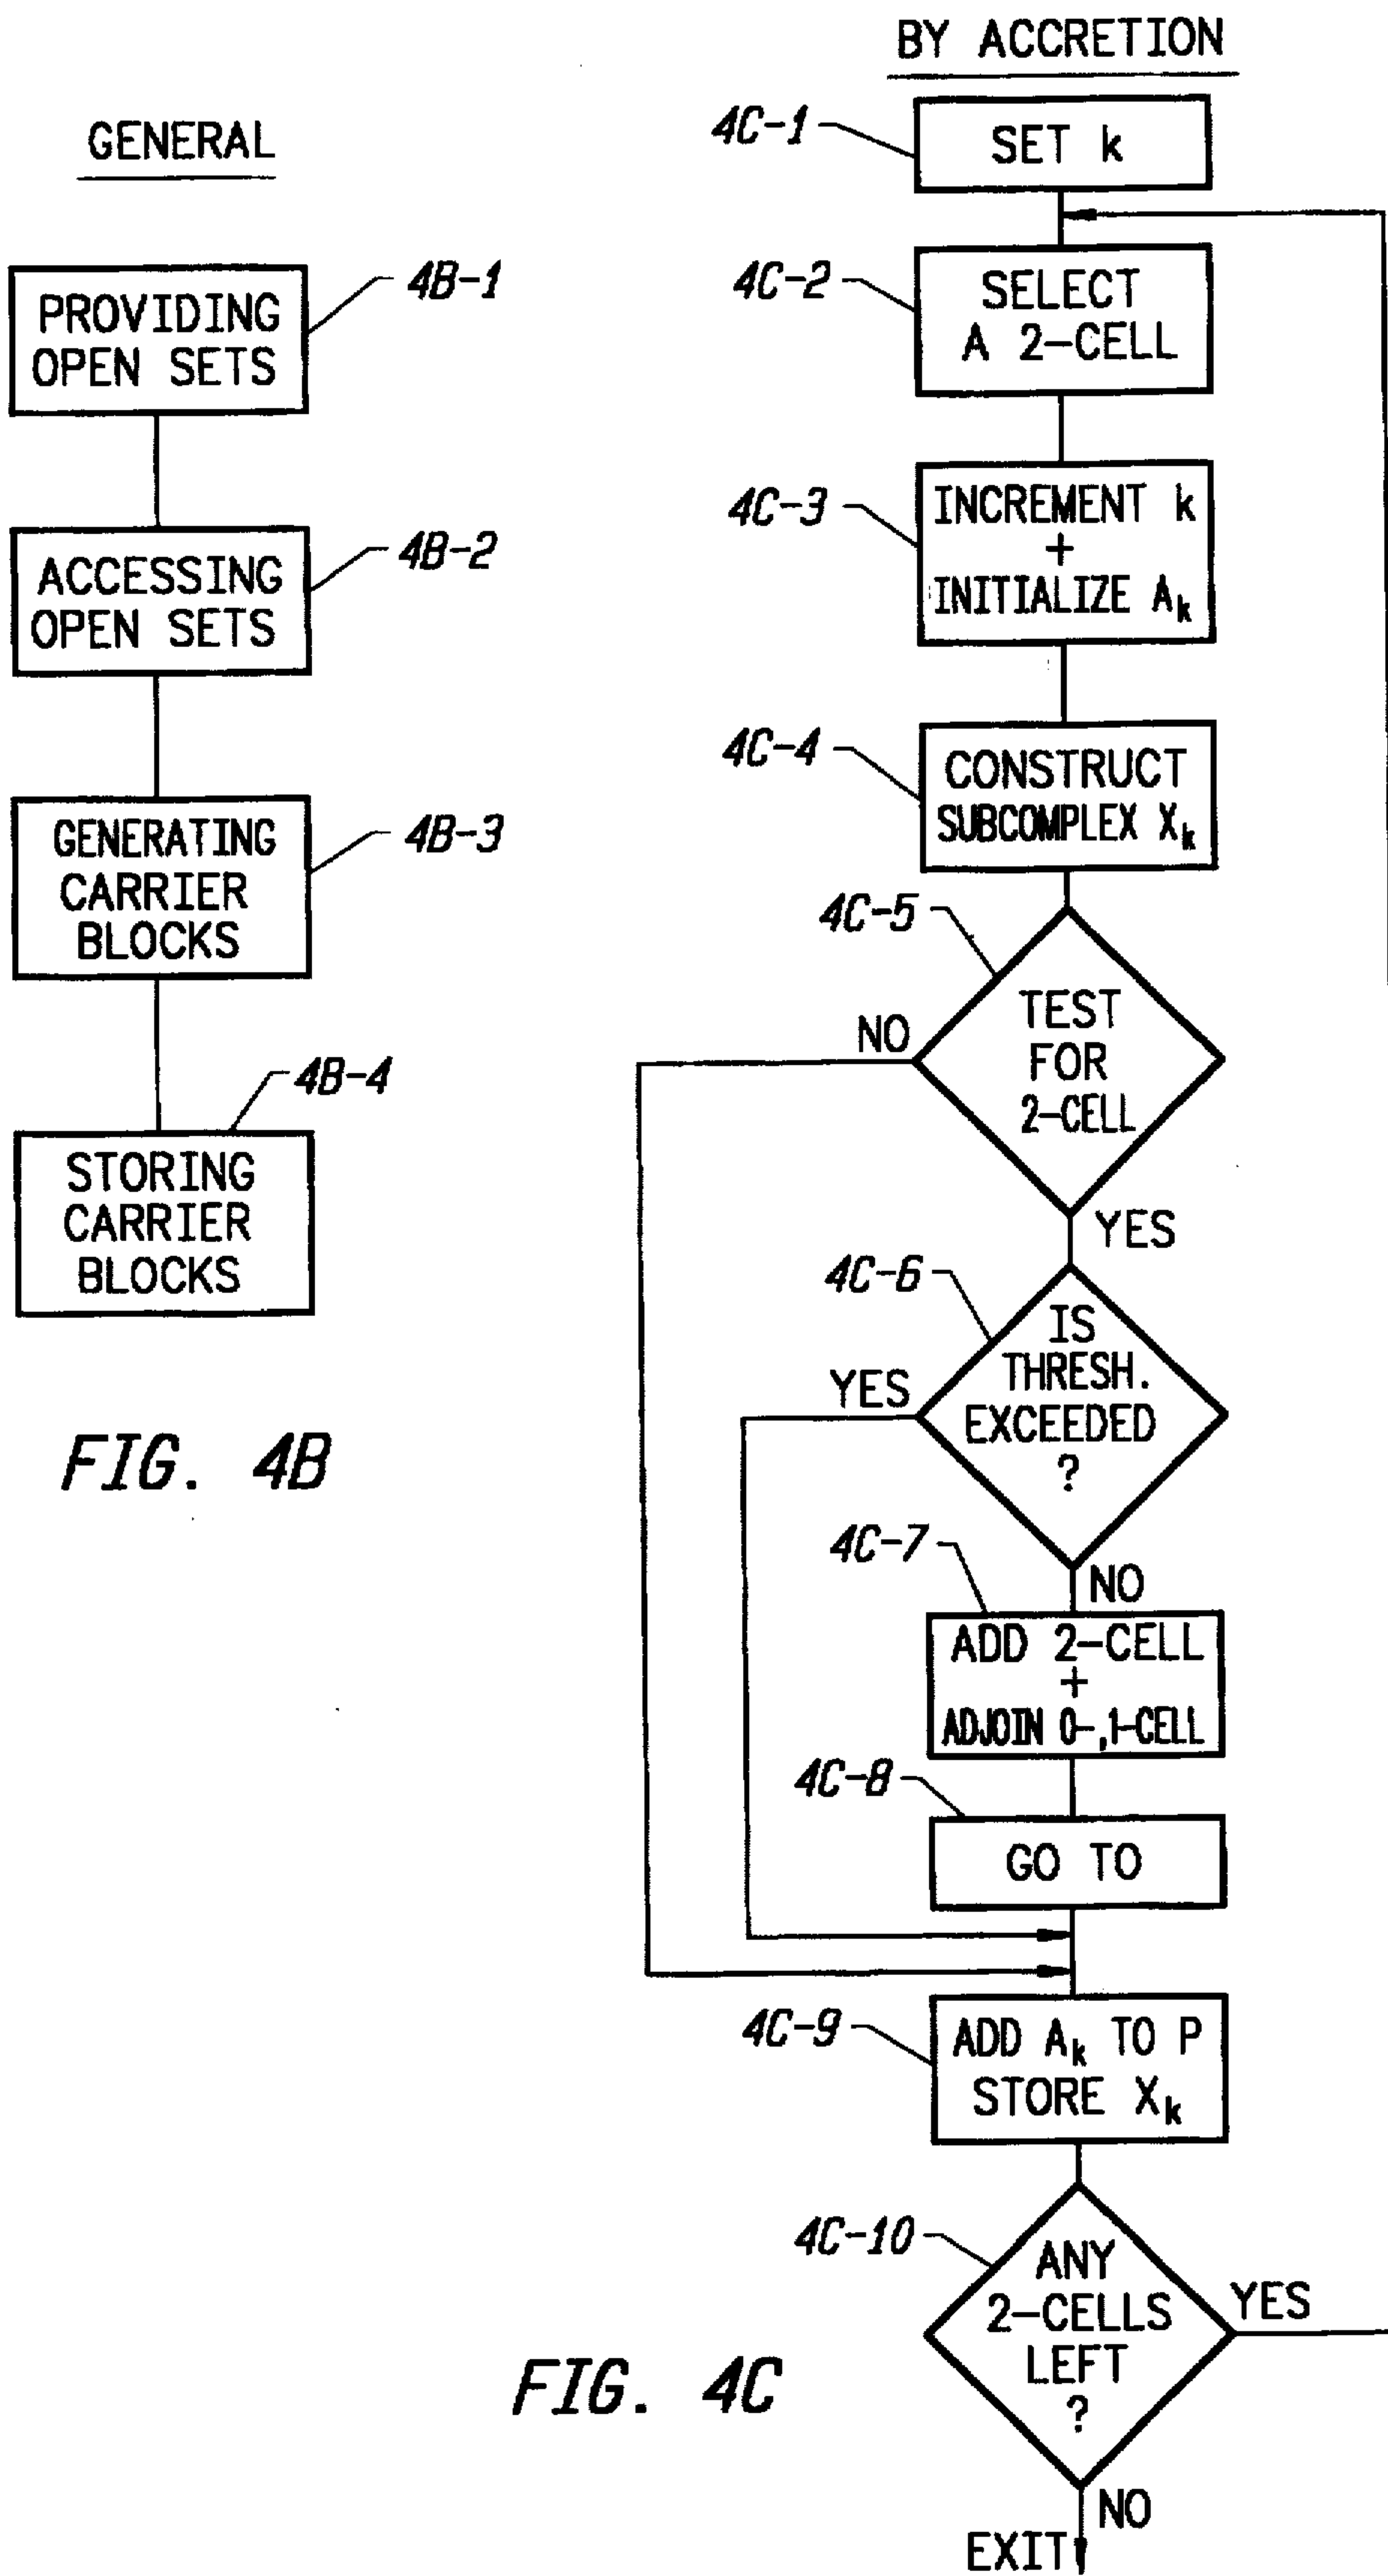 GENERAL
PROVIDING
OPEN SETS
4B-1
ACCESSING
OPEN SETS
4B-2
GENERATING
CARRIER
BLOCKS
4B-3
STORING
CARRIER
BLOCKS
4B-4
FIG. 4B
BY ACCRETION
4C-1
SET k
4C-2
SELECT
A 2-CELL
4C-3
INCREMENT k
+
INITIALIZE Ak
4C-4
CONSTRUCT
SUBCOMPLEX Xk
4C-5
TEST
FOR
2-CELL
NO
YES
4C-6
IS
THRESH.
EXCEEDED
?
YES
NO
4C-7
ADD 2-CELL
+
ADJOIN 0-,1-CELL
4C-8
GO TO
4C-9
ADD Ak TO P
STORE Xk
4C-10
ANY
2-CELLS
LEFT
?
YES
NO
EXIT
FIG. 4C